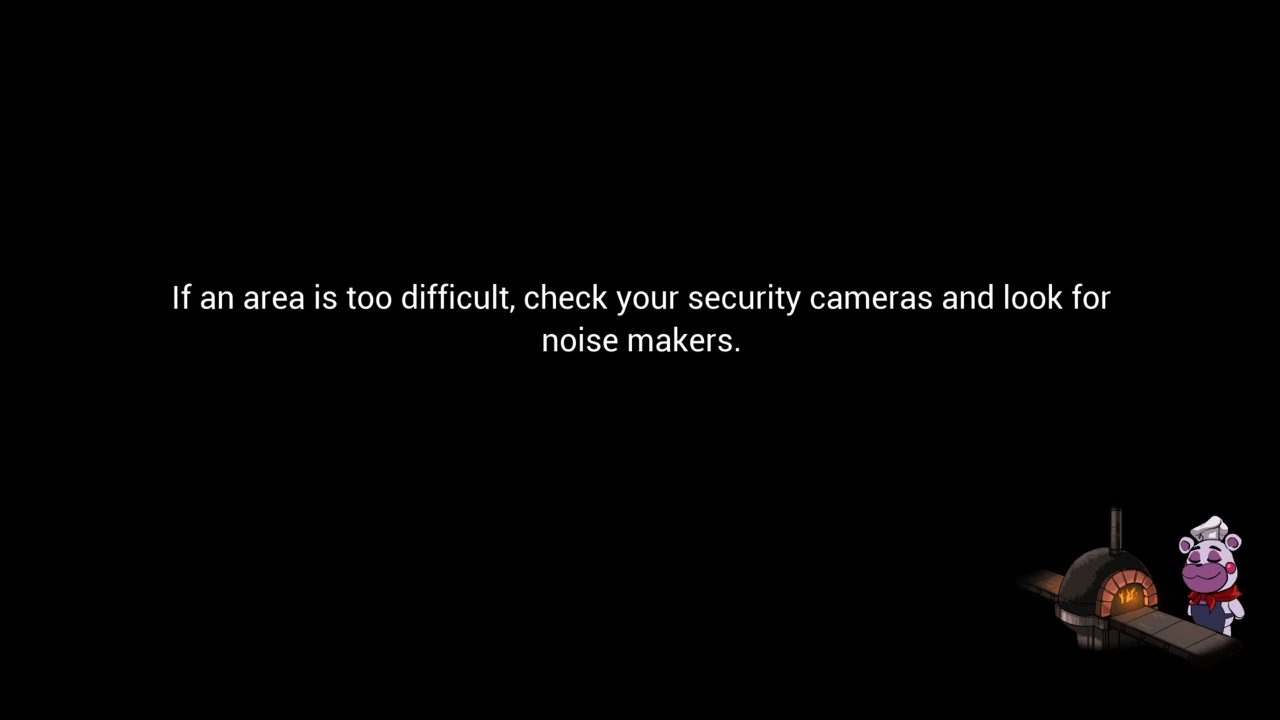 If an area is too difficult, check your security cameras and look for
noise makers.